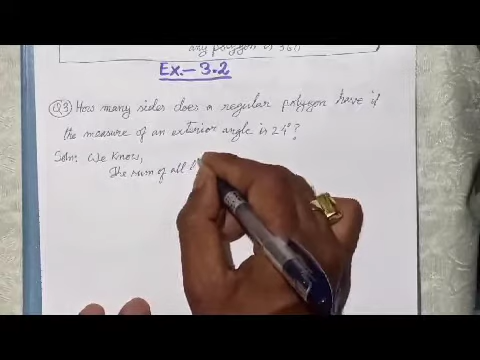 any polygon is 360
Ex.- 3.2
Q3 How many sides does a regular polygon have if
the measure of an exterior angle is 24°?
Soln: We know,
The sum of all